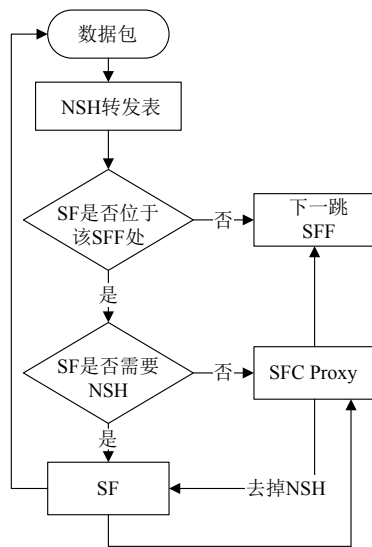 数据包
NSH转发表
SF是否位于
该SFF处
否
下一跳
SFF
是
SF是否需要
NSH
否
SFC Proxy
是
SF
去掉NSH